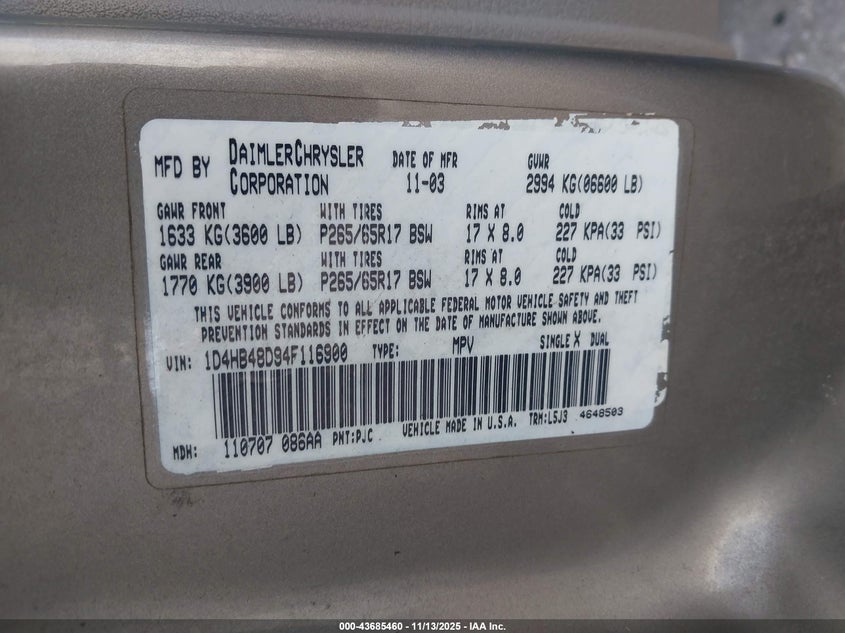 MFD BY DAIMLERCHRYSLER CORPORATION
DATE OF MFR 11-03
GVWR 2994 KG(06600 LB)
GAWR FRONT WITH TIRES RIMS AT COLD
1633 KG(3600 LB) P265/65R17 BSW 17 X 8.0 227 KPA(33 PSI)
GAWR REAR WITH TIRES RIMS AT COLD
1770 KG(3900 LB) P265/65R17 BSW 17 X 8.0 227 KPA(33 PSI)
THIS VEHICLE CONFORMS TO ALL APPLICABLE FEDERAL MOTOR VEHICLE SAFETY AND THEFT
PREVENTION STANDARDS IN EFFECT ON THE DATE OF MANUFACTURE SHOWN ABOVE.
VIN: 1D4HB48D94F116900 TYPE: MPV SINGLE X DUAL
MDH: 110707 086AA PNT:PJC VEHICLE MADE IN U.S.A. TRM:L5J3 4648503
000-43685460 - 11/13/2025 - IAA Inc.